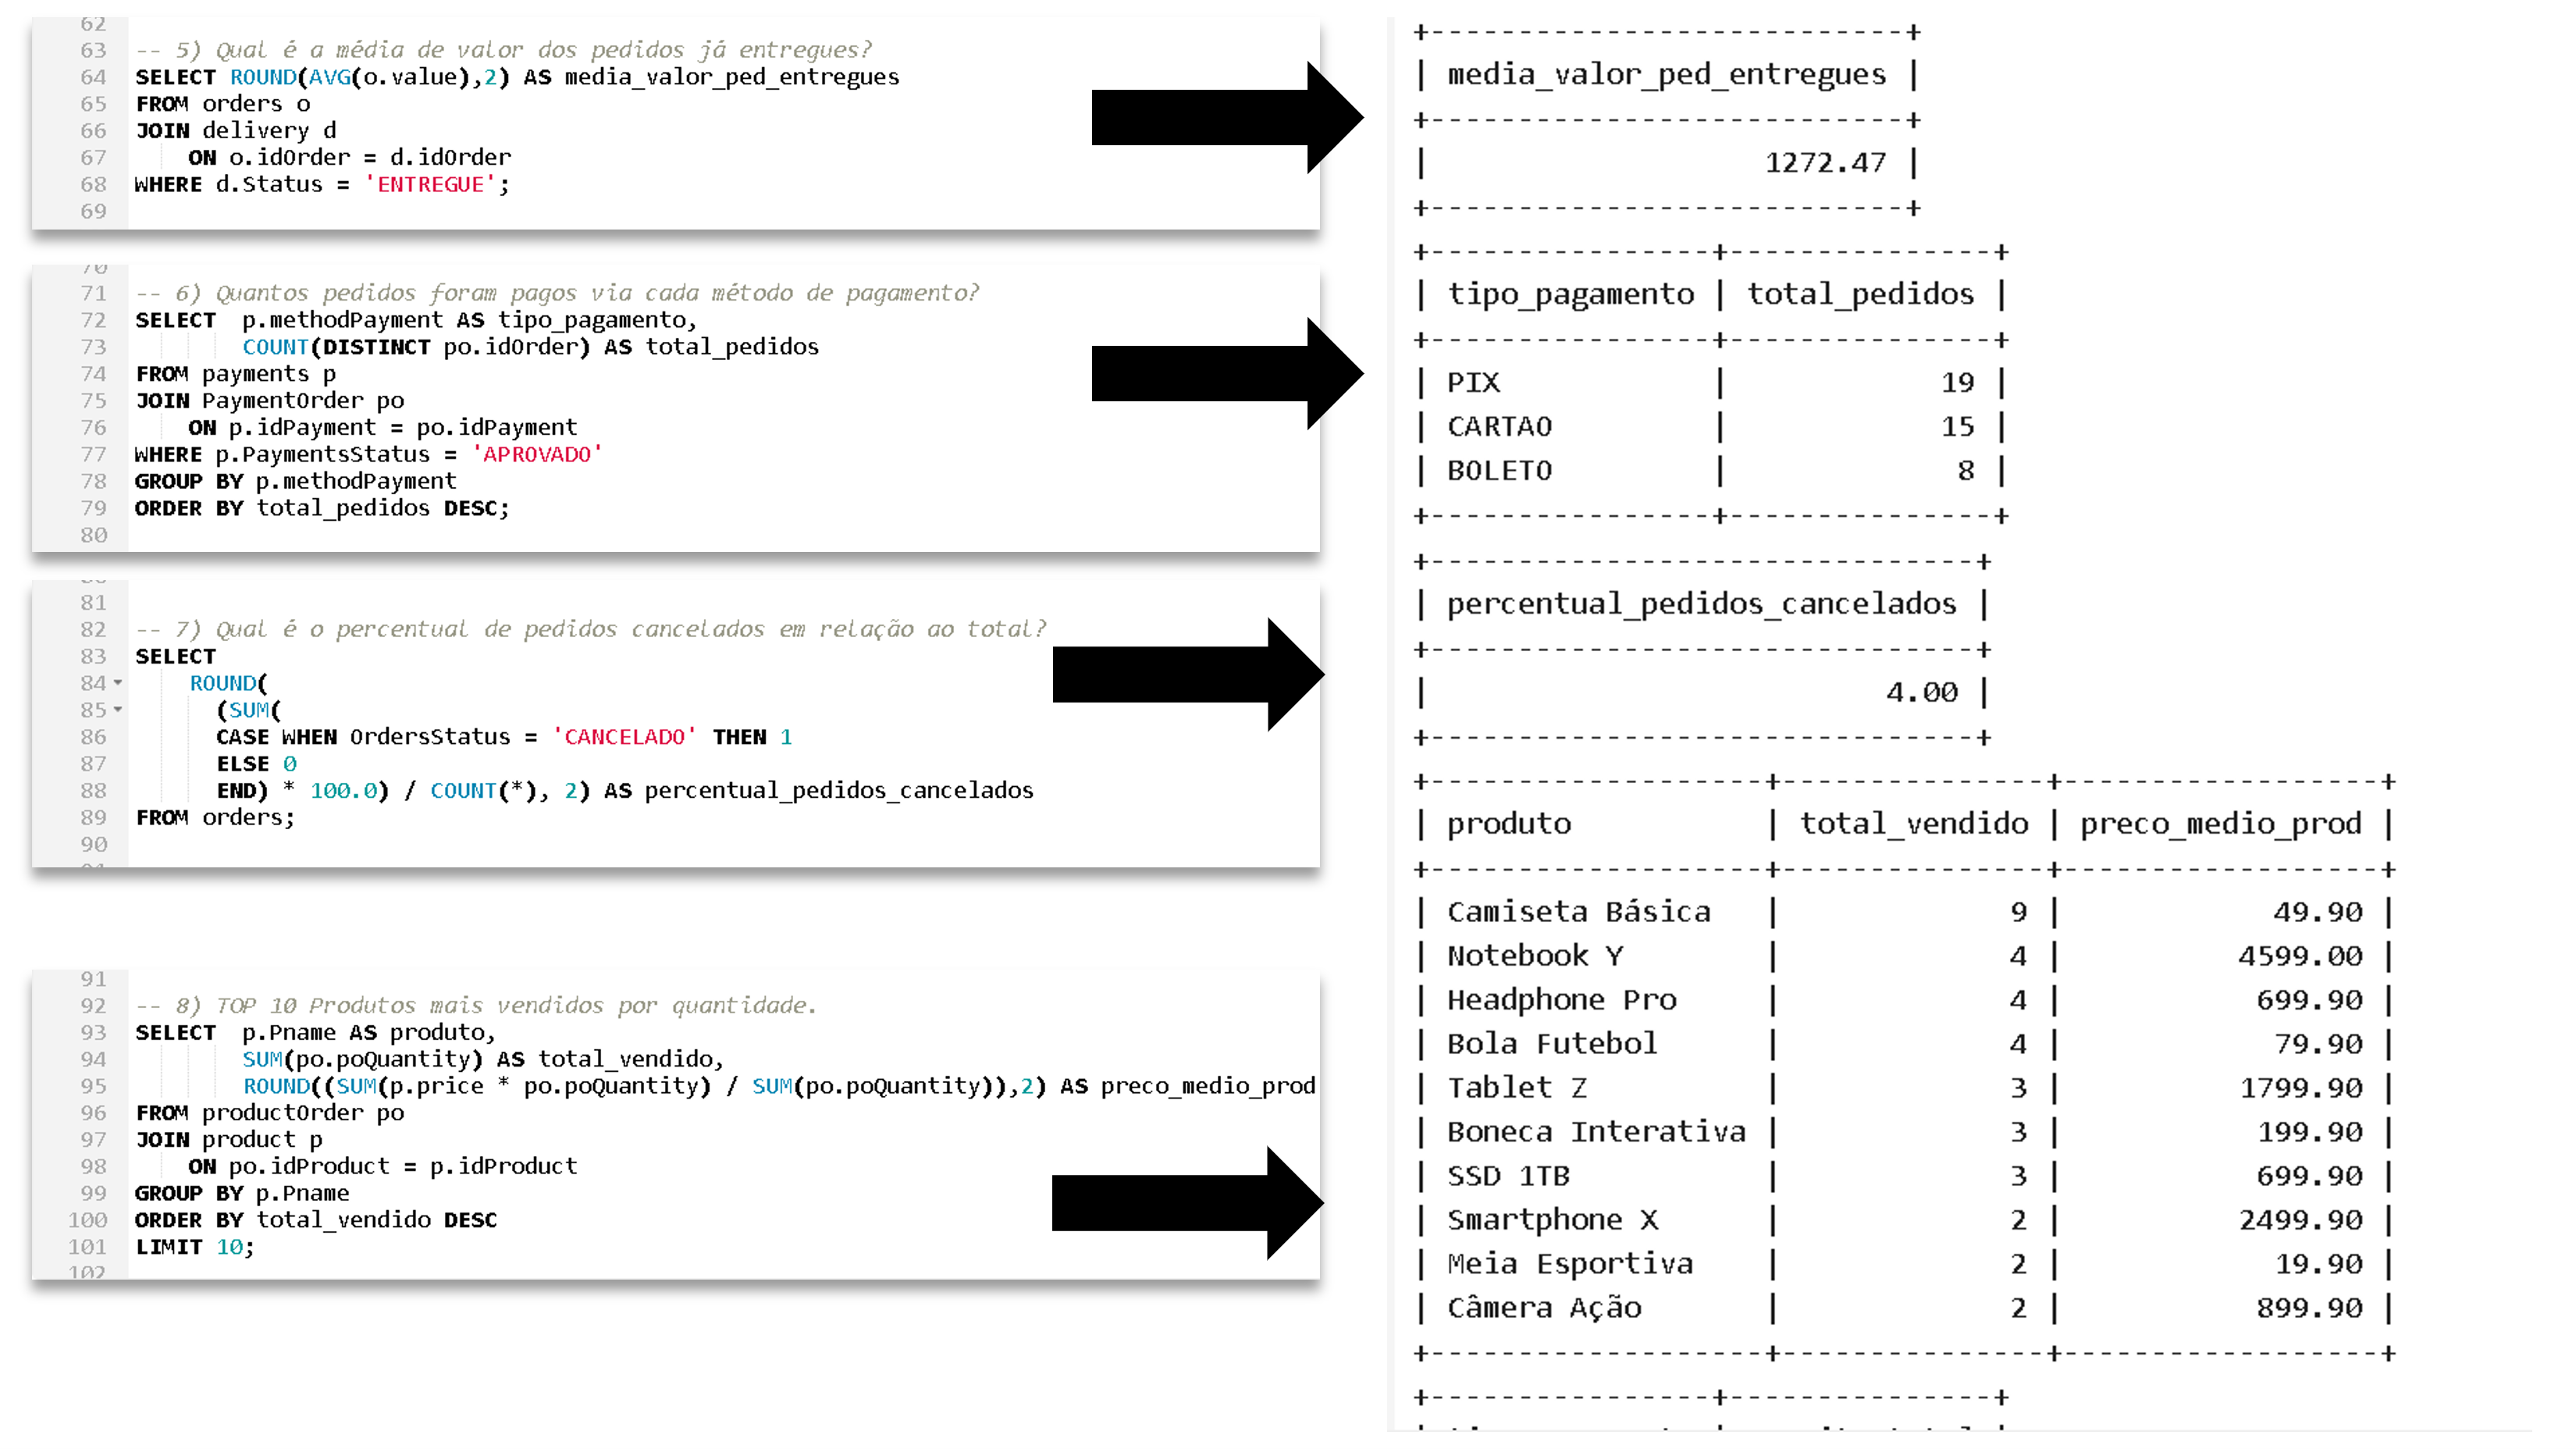 62
63 -- 5) Qual é a média de valor dos pedidos já entregues?
64 SELECT ROUND(AVG(o.value),2) AS media_valor_ped_entregues
65 FROM orders o
66 JOIN delivery d
67 ON o.idOrder = d.idOrder
68 WHERE d.Status = 'ENTREGUE';
69
70
71 -- 6) Quantos pedidos foram pagos via cada método de pagamento?
72 SELECT p.methodPayment AS tipo_pagamento,
73 COUNT(DISTINCT po.idOrder) AS total_pedidos
74 FROM payments p
75 JOIN PaymentOrder po
76 ON p.idPayment = po.idPayment
77 WHERE p.PaymentsStatus = 'APROVADO'
78 GROUP BY p.methodPayment
79 ORDER BY total_pedidos DESC;
80
81
82 -- 7) Qual é o percentual de pedidos cancelados em relação ao total?
83 SELECT
84 ROUND(
85 (SUM(
86 CASE WHEN OrdersStatus = 'CANCELADO' THEN 1
87 ELSE 0
88 END) * 100.0) / COUNT(*), 2) AS percentual_pedidos_cancelados
89 FROM orders;
90
91
92 -- 8) TOP 10 Produtos mais vendidos por quantidade.
93 SELECT p.Pname AS produto,
94 SUM(po.poQuantity) AS total_vendido,
95 ROUND((SUM(p.price * po.poQuantity) / SUM(po.poQuantity)),2) AS preco_medio_prod
96 FROM productOrder po
97 JOIN product p
98 ON po.idProduct = p.idProduct
99 GROUP BY p.Pname
100 ORDER BY total_vendido DESC
101 LIMIT 10;
102
+---------------------------+
| media_valor_ped_entregues |
+---------------------------+
| 1272.47 |
+---------------------------+
+----------------+---------------+
| tipo_pagamento | total_pedidos |
+----------------+---------------+
| PIX | 19 |
| CARTAO | 15 |
| BOLETO | 8 |
+----------------+---------------+
+-------------------------------+
| percentual_pedidos_cancelados |
+-------------------------------+
| 4.00 |
+-------------------------------+
+-------------------+---------------+------------------+
| produto | total_vendido | preco_medio_prod |
+-------------------+---------------+------------------+
| Camiseta Básica | 9 | 49.90 |
| Notebook Y | 4 | 4599.00 |
| Headphone Pro | 4 | 699.90 |
| Bola Futebol | 4 | 79.90 |
| Tablet Z | 3 | 1799.90 |
| Boneca Interativa | 3 | 199.90 |
| SSD 1TB | 3 | 699.90 |
| Smartphone X | 2 | 2499.90 |
| Meia Esportiva | 2 | 19.90 |
| Câmera Ação | 2 | 899.90 |
+-------------------+---------------+------------------+
+----------------+---------------+